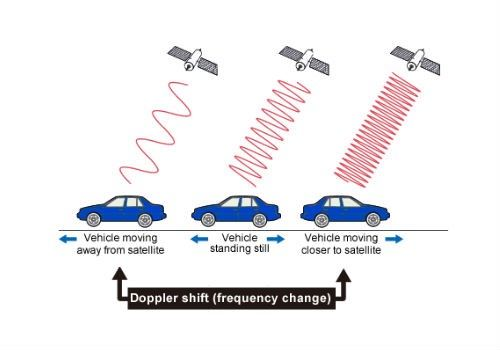 Vehicle moving
away from satellite
Vehicle
standing still
Vehicle moving
closer to satellite
Doppler shift (frequency change)